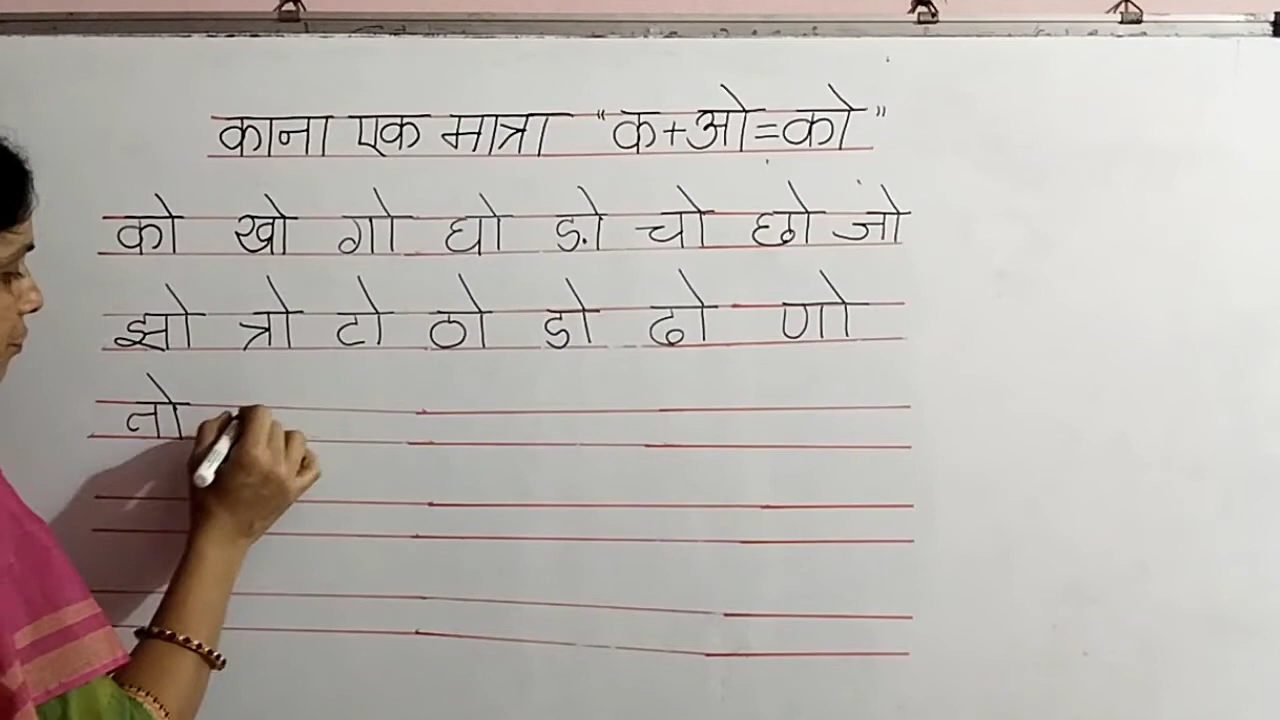 काना एक मात्रा "क+ओ=को"
को खो गो घो ङो चो छो जो
झो ञो टो ठो डो ढो णो
तो